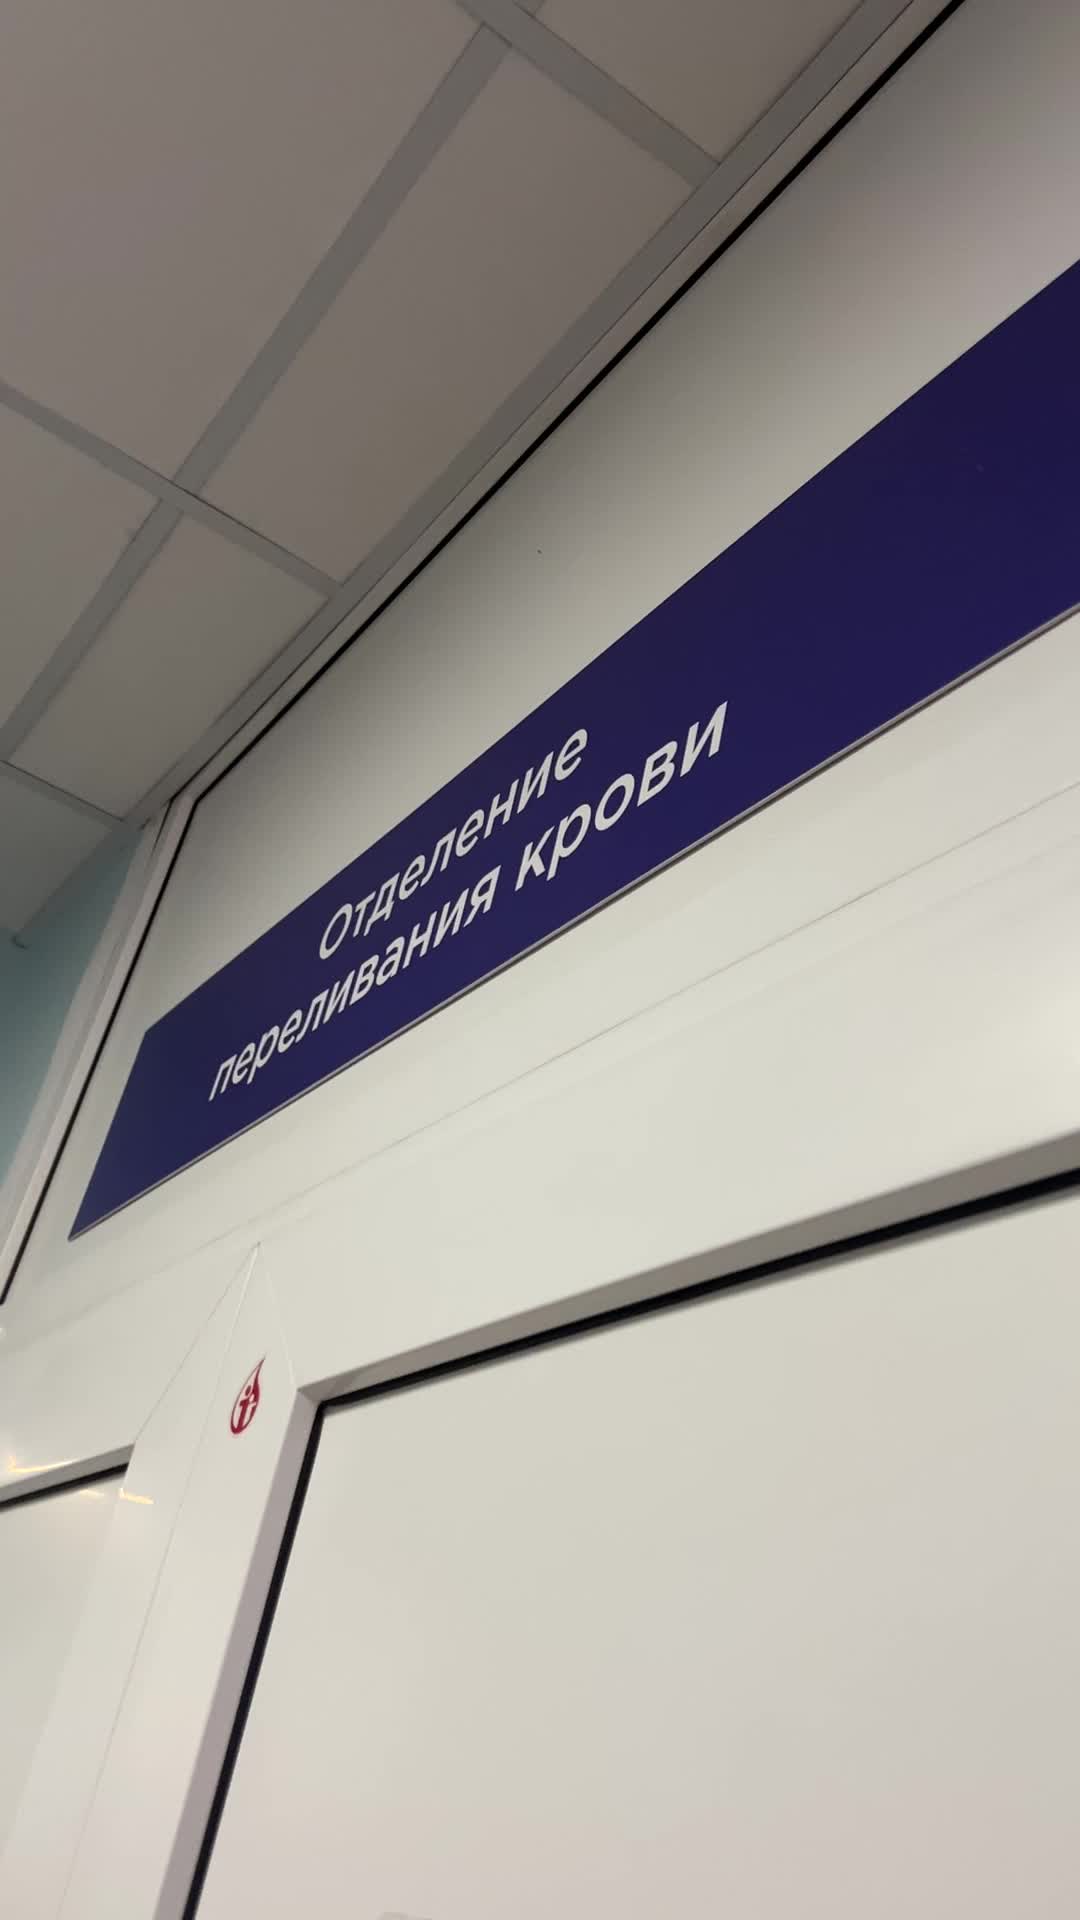 Отделение
переливания крови